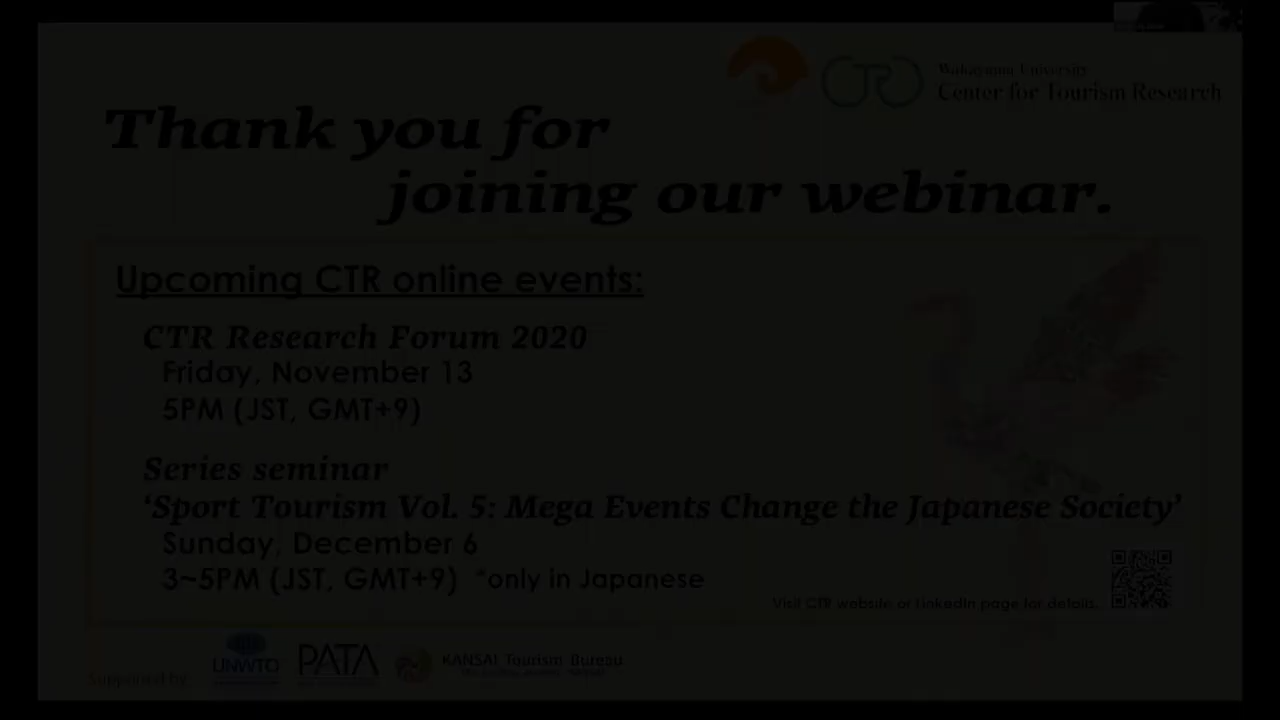 Wakayama University
Center for Tourism Research
Thank you for
joining our webinar.
Upcoming CTR online events:
CTR Research Forum 2020
Friday, November 13
5PM (JST, GMT+9)
Series seminar
‘Sport Tourism Vol. 5: Mega Events Change the Japanese Society’
Sunday, December 6
3~5PM (JST, GMT+9) *only in Japanese
Visit CTR website or LinkedIn page for details.
Supported by
UNWTO
PATA
KANSAI Tourism Bureau